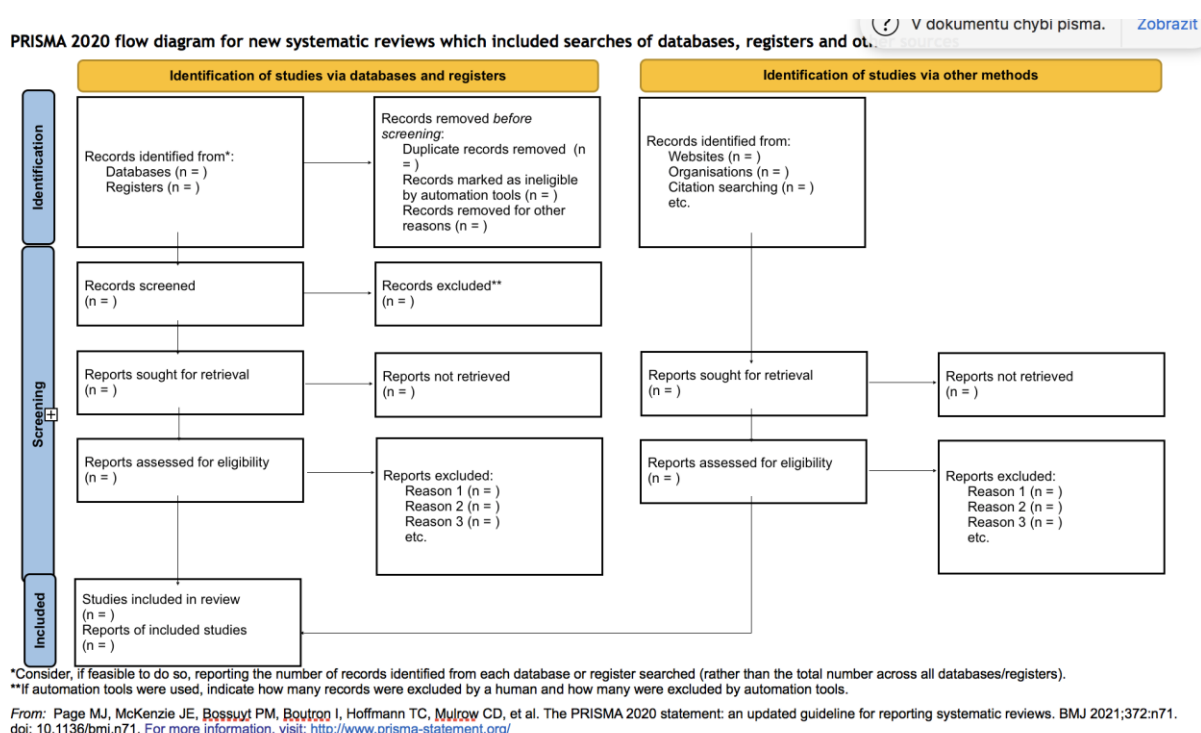 V dokumentu chybí písma.
Zobrazit
PRISMA 2020 flow diagram for new systematic reviews which included searches of databases, registers and other sources
Identification of studies via databases and registers
Identification of studies via other methods
Identification
Records identified from*:
Databases (n = )
Registers (n = )
Records removed before
screening:
Duplicate records removed (n
= )
Records marked as ineligible
by automation tools (n = )
Records removed for other
reasons (n = )
Records identified from:
Websites (n = )
Organisations (n = )
Citation searching (n = )
etc.
Screening
Records screened
(n = )
Records excluded**
(n = )
Reports sought for retrieval
(n = )
Reports not retrieved
(n = )
Reports sought for retrieval
(n = )
Reports not retrieved
(n = )
Reports assessed for eligibility
(n = )
Reports excluded:
Reason 1 (n = )
Reason 2 (n = )
Reason 3 (n = )
etc.
Reports assessed for eligibility
(n = )
Reports excluded:
Reason 1 (n = )
Reason 2 (n = )
Reason 3 (n = )
etc.
Included
Studies included in review
(n = )
Reports of included studies
(n = )
*Consider, if feasible to do so, reporting the number of records identified from each database or register searched (rather than the total number across all databases/registers).
**If automation tools were used, indicate how many records were excluded by a human and how many were excluded by automation tools.
From: Page MJ, McKenzie JE, Bossuyt PM, Boutron I, Hoffmann TC, Mulrow CD, et al. The PRISMA 2020 statement: an updated guideline for reporting systematic reviews. BMJ 2021;372:n71.
doi: 10.1136/bmj.n71. For more information, visit: http://www.prisma-statement.org/